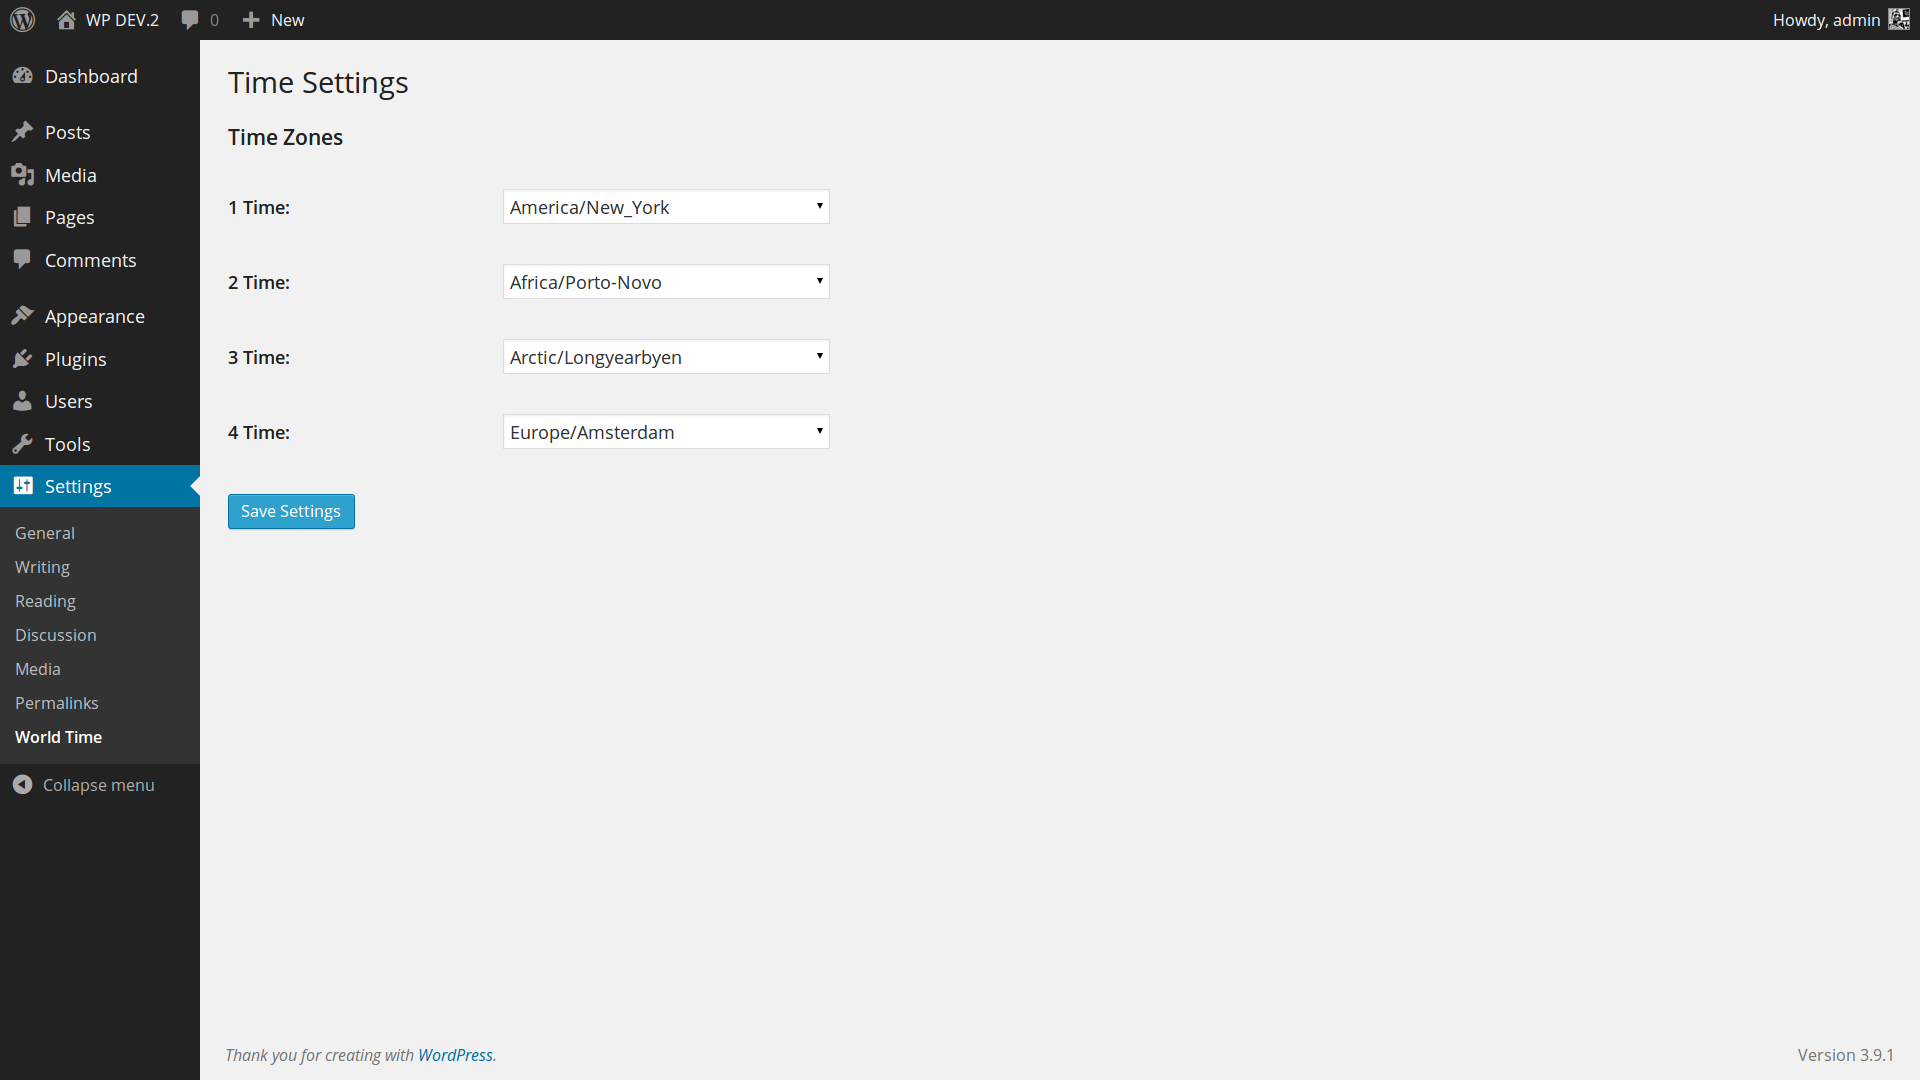 WP DEV.2 0 New Howdy, admin
Dashboard
Posts
Media
Pages
Comments
Appearance
Plugins
Users
Tools
Settings
General
Writing
Reading
Discussion
Media
Permalinks
World Time
Collapse menu
Time Settings
Time Zones
1 Time: America/New_York
2 Time: Africa/Porto-Novo
3 Time: Arctic/Longyearbyen
4 Time: Europe/Amsterdam
Save Settings
Thank you for creating with WordPress. Version 3.9.1